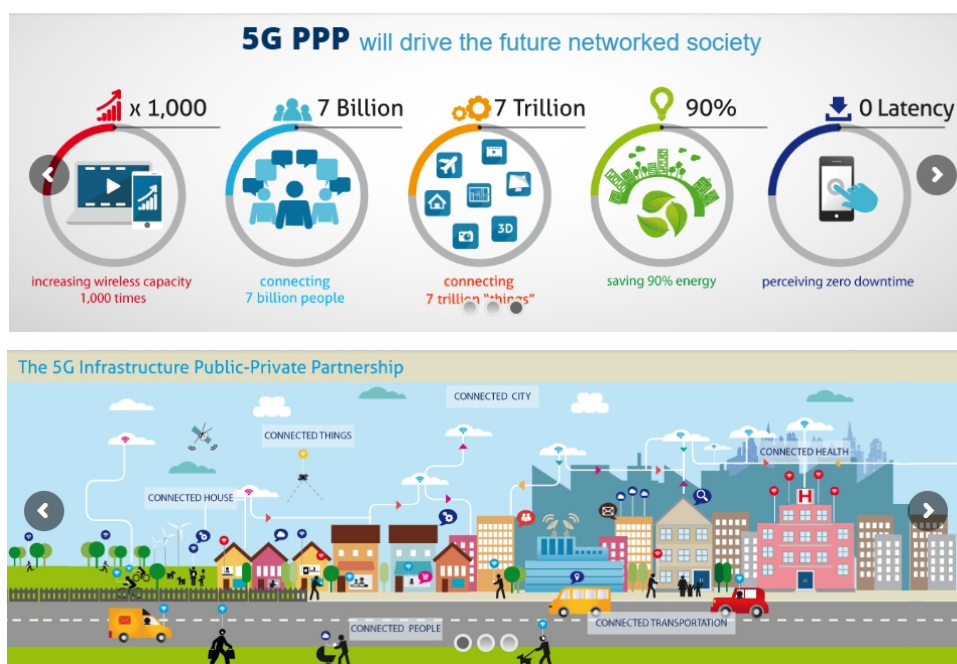 5G PPP will drive the future networked society
x 1,000
7 Billion
7 Trillion
90%
0 Latency
3D
increasing wireless capacity
1,000 times
connecting
7 billion people
connecting
7 trillion "things"
saving 90% energy
perceiving zero downtime
The 5G Infrastructure Public-Private Partnership
CONNECTED CITY
CONNECTED THINGS
CONNECTED HEALTH
CONNECTED HOUSE
H
CONNECTED TRANSPORTATION
CONNECTED PEOPLE